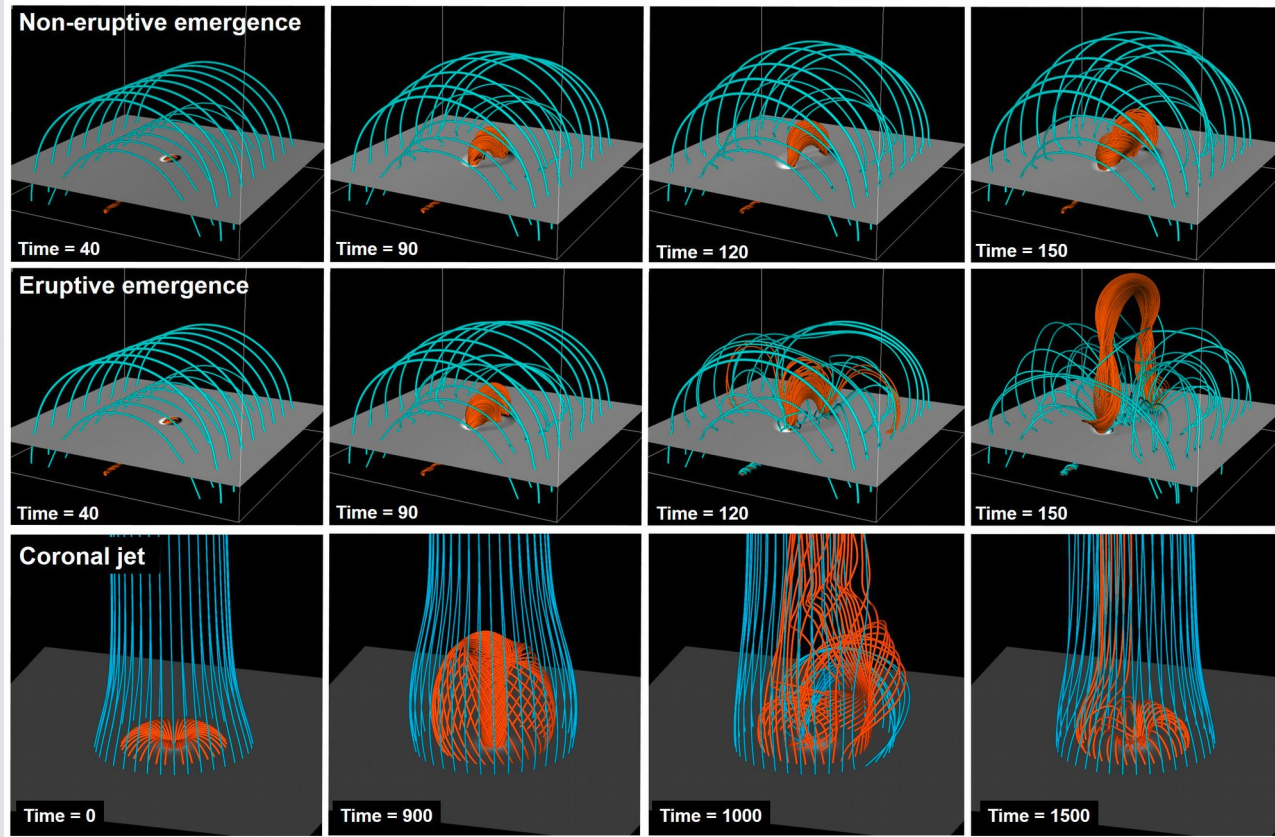 Non-eruptive emergence
Time = 40
Time = 90
Time = 120
Time = 150
Eruptive emergence
Time = 40
Time = 90
Time = 120
Time = 150
Coronal jet
Time = 0
Time = 900
Time = 1000
Time = 1500